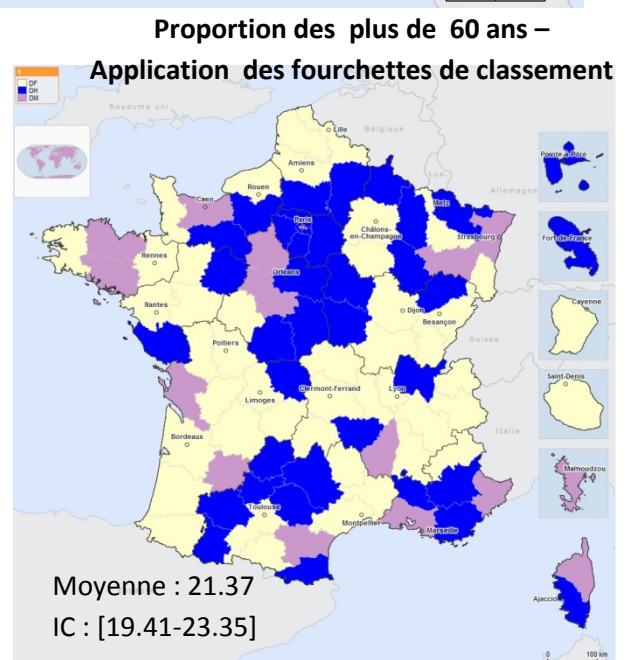 Proportion des plus de 60 ans –
Application des fourchettes de classement
DF
DH
DM
Royaume uni
Belgique
Lille
Amiens
Lux.
Rouen
Caen
Allemagne
Metz
Paris
Châlons-
en-Champagne
Strasbourg
Rennes
Orléans
Nantes
Dijon
Besançon
Poitiers
Suisse
Clermont-Ferrand
Lyon
Limoges
Italie
Bordeaux
Toulouse
Montpellier
Marseille
Ajaccio
Pointe-à-Pitre
Fort-de-France
Cayenne
Saint-Denis
Mamoudzou
Moyenne : 21.37
IC : [19.41-23.35]
0 100 km